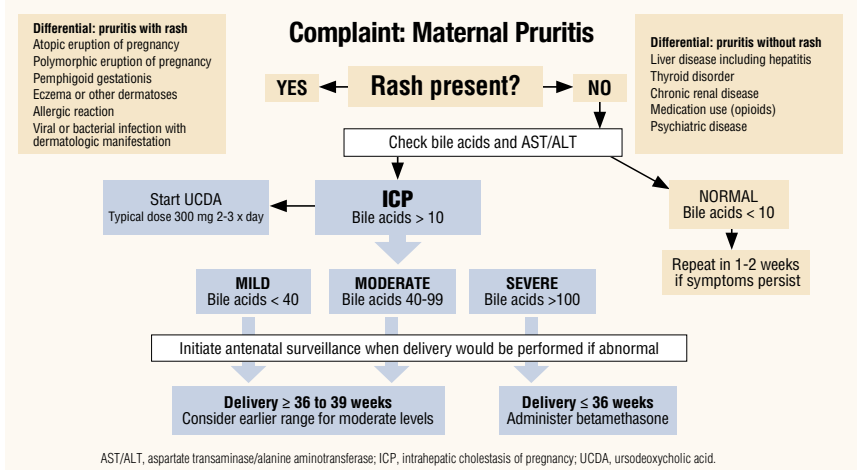 Complaint: Maternal Pruritis
Differential: pruritis with rash
Atopic eruption of pregnancy
Polymorphic eruption of pregnancy
Pemphigoid gestationis
Eczema or other dermatoses
Allergic reaction
Viral or bacterial infection with
dermatologic manifestation
Differential: pruritis without rash
Liver disease including hepatitis
Thyroid disorder
Chronic renal disease
Medication use (opioids)
Psychiatric disease
YES
Rash present?
NO
Check bile acids and AST/ALT
Start UCDA
Typical dose 300 mg 2-3 x day
ICP
Bile acids > 10
NORMAL
Bile acids < 10
Repeat in 1-2 weeks
if symptoms persist
MILD
Bile acids < 40
MODERATE
Bile acids 40-99
SEVERE
Bile acids >100
Initiate antenatal surveillance when delivery would be performed if abnormal
Delivery ≥ 36 to 39 weeks
Consider earlier range for moderate levels
Delivery ≤ 36 weeks
Administer betamethasone
AST/ALT, aspartate transaminase/alanine aminotransferase; ICP, intrahepatic cholestasis of pregnancy; UCDA, ursodeoxycholic acid.